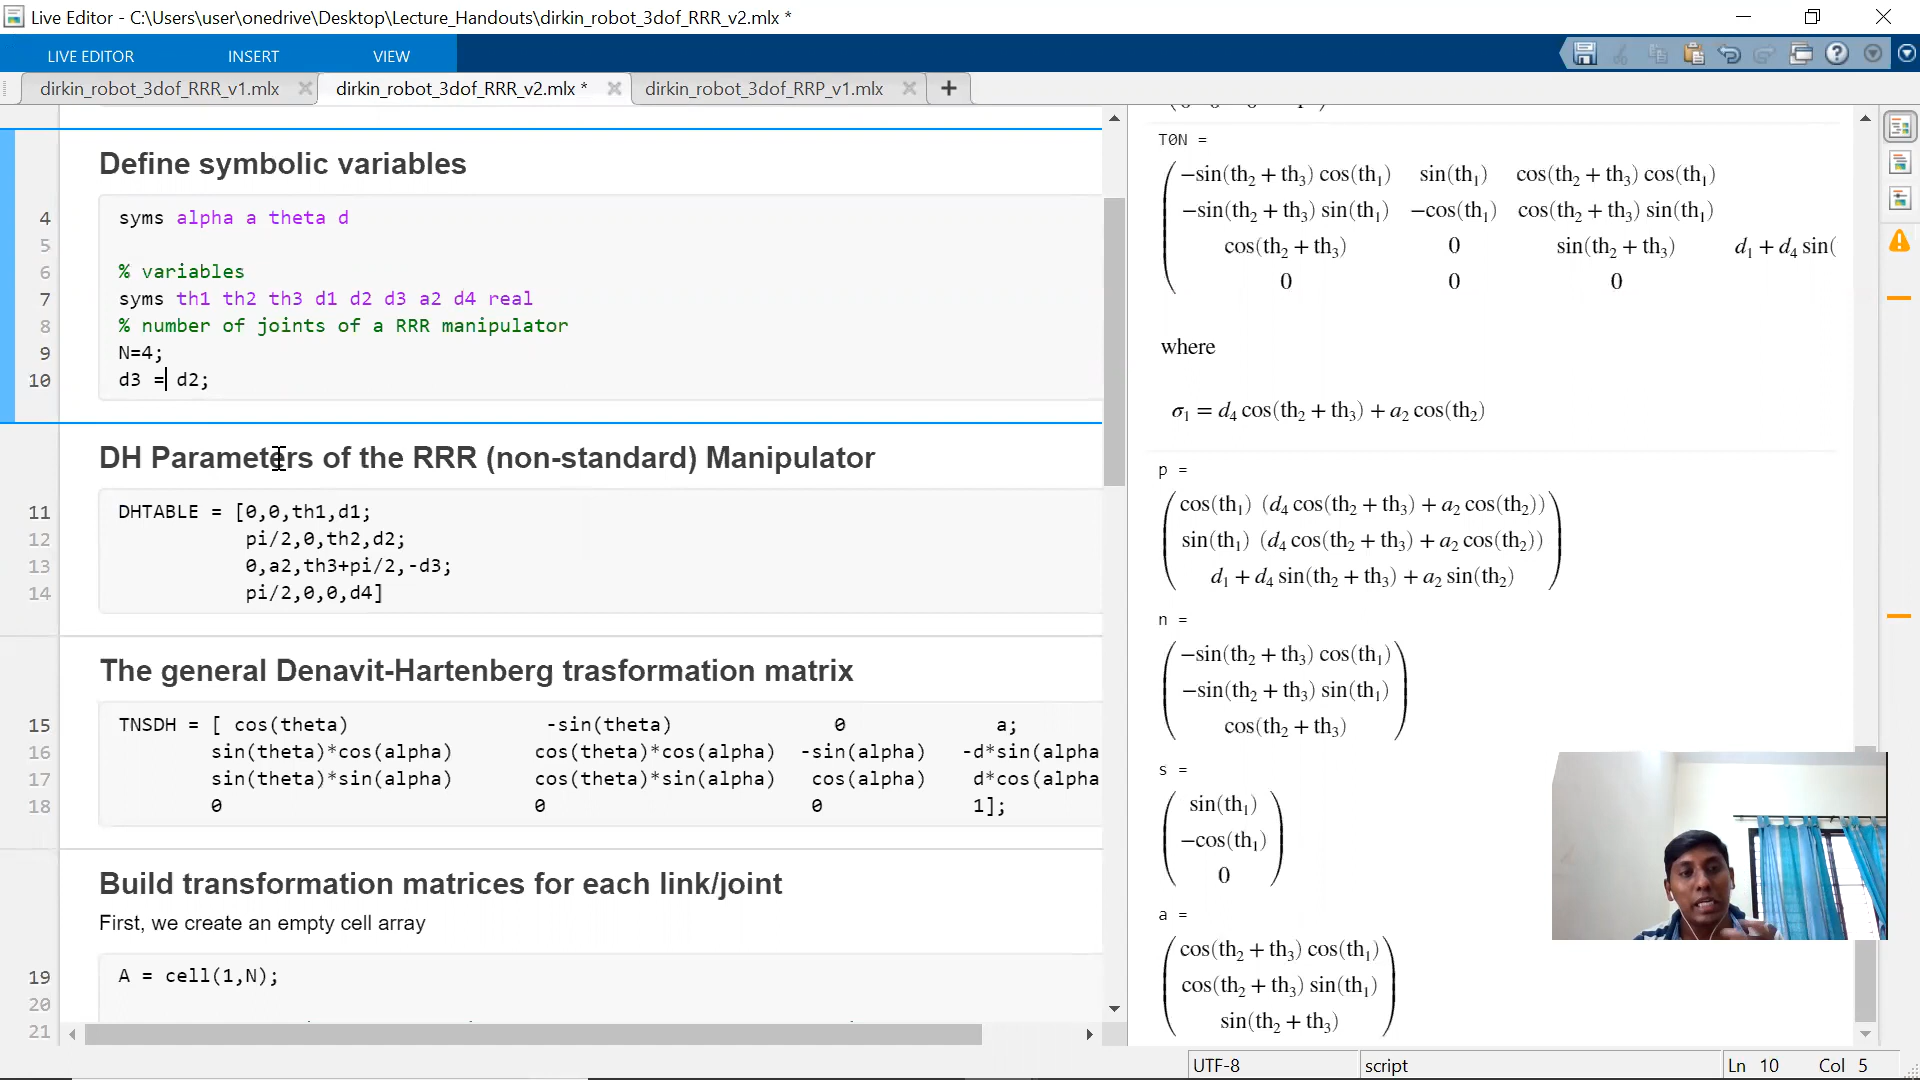 Live Editor - C:\Users\user\onedrive\Desktop\Lecture_Handouts\dirkin_robot_3dof_RRR_v2.mlx *
LIVE EDITOR INSERT VIEW
dirkin_robot_3dof_RRR_v1.mlx dirkin_robot_3dof_RRR_v2.mlx * dirkin_robot_3dof_RRP_v1.mlx
Define symbolic variables
4 syms alpha a theta d
5
6 % variables
7 syms th1 th2 th3 d1 d2 d3 a2 d4 real
8 % number of joints of a RRR manipulator
9 N=4;
10 d3 = d2;
DH Parameters of the RRR (non-standard) Manipulator
11 DHTABLE = [0,0,th1,d1;
12 pi/2,0,th2,d2;
13 0,a2,th3+pi/2,-d3;
14 pi/2,0,0,d4]
The general Denavit-Hartenberg trasformation matrix
15 TNSDH = [ cos(theta) -sin(theta) 0 a;
16 sin(theta)*cos(alpha) cos(theta)*cos(alpha) -sin(alpha) -d*sin(alpha
17 sin(theta)*sin(alpha) cos(theta)*sin(alpha) cos(alpha) d*cos(alpha
18 0 0 0 1];
Build transformation matrices for each link/joint
First, we create an empty cell array
19 A = cell(1,N);
20
21
T0N =
−sin(th₂ + th₃) cos(th₁) sin(th₁) cos(th₂ + th₃) cos(th₁)
−sin(th₂ + th₃) sin(th₁) −cos(th₁) cos(th₂ + th₃) sin(th₁)
cos(th₂ + th₃) 0 sin(th₂ + th₃) d₁ + d₄ sin(
0 0 0
where
σ₁ = d₄ cos(th₂ + th₃) + a₂ cos(th₂)
p =
cos(th₁) (d₄ cos(th₂ + th₃) + a₂ cos(th₂))
sin(th₁) (d₄ cos(th₂ + th₃) + a₂ cos(th₂))
d₁ + d₄ sin(th₂ + th₃) + a₂ sin(th₂)
n =
−sin(th₂ + th₃) cos(th₁)
−sin(th₂ + th₃) sin(th₁)
cos(th₂ + th₃)
s =
sin(th₁)
−cos(th₁)
0
a =
cos(th₂ + th₃) cos(th₁)
cos(th₂ + th₃) sin(th₁)
sin(th₂ + th₃)
UTF-8 script Ln 10 Col 5